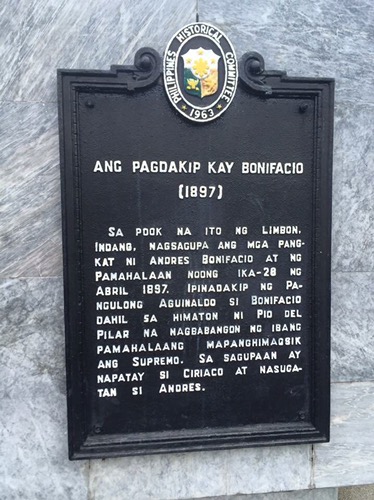 PHILIPPINES HISTORICAL COMMITTEE
1963
ANG PAGDAKIP KAY BONIFACIO
(1897)
SA POOK NA ITO NG LIMBON,
INDANG, NAGSAGUPA ANG MGA PANG-
KAT NI ANDRES BONIFACIO AT NG
PAMAHALAAN NOONG IKA-28 NG
ABRIL 1897. IPINADAKIP NG PA-
NGULONG AGUINALDO SI BONIFACIO
DAHIL SA HIMATON NI PIO DEL
PILAR NA NAGBABANGON NG IBANG
PAMAHALAANG MAPANGHIMAGSIK
ANG SUPREMO. SA SAGUPAAN AY
NAPATAY SI CIRIACO AT NASUGA-
TAN SI ANDRES.